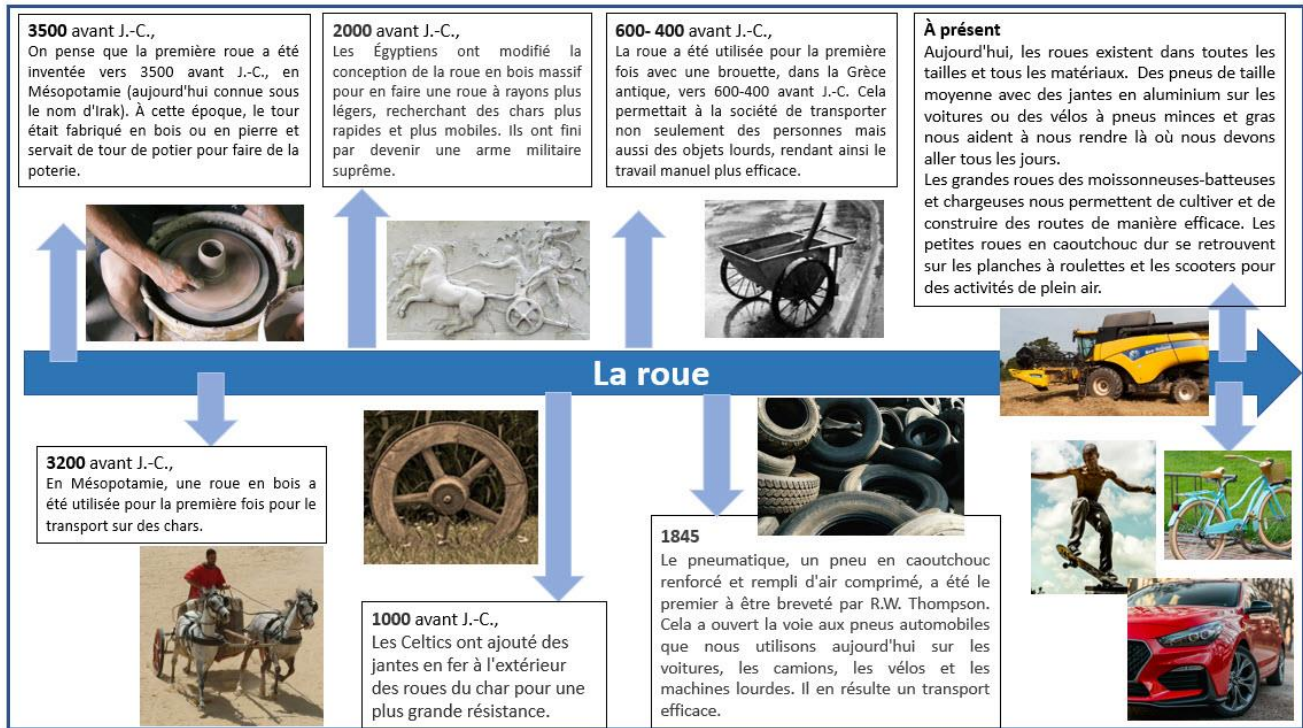 3500 avant J.-C.,
On pense que la première roue a été
inventée vers 3500 avant J.-C., en
Mésopotamie (aujourd'hui connue sous
le nom d'Irak). À cette époque, le tour
était fabriqué en bois ou en pierre et
servait de tour de potier pour faire de la
poterie.
2000 avant J.-C.,
Les Égyptiens ont modifié la
conception de la roue en bois massif
pour en faire une roue à rayons plus
légers, recherchant des chars plus
rapides et plus mobiles. Ils ont fini
par devenir une arme militaire
suprême.
600- 400 avant J.-C.,
La roue a été utilisée pour la première
fois avec une brouette, dans la Grèce
antique, vers 600-400 avant J.-C. Cela
permettait à la société de transporter
non seulement des personnes mais
aussi des objets lourds, rendant ainsi le
travail manuel plus efficace.
À présent
Aujourd'hui, les roues existent dans toutes les
tailles et tous les matériaux. Des pneus de taille
moyenne avec des jantes en aluminium sur les
voitures ou des vélos à pneus minces et gras
nous aident à nous rendre là où nous devons
aller tous les jours.
Les grandes roues des moissonneuses-batteuses
et chargeuses nous permettent de cultiver et de
construire des routes de manière efficace. Les
petites roues en caoutchouc dur se retrouvent
sur les planches à roulettes et les scooters pour
des activités de plein air.
La roue
3200 avant J.-C.,
En Mésopotamie, une roue en bois a
été utilisée pour la première fois pour le
transport sur des chars.
1000 avant J.-C.,
Les Celtics ont ajouté des
jantes en fer à l'extérieur
des roues du char pour une
plus grande résistance.
1845
Le pneumatique, un pneu en caoutchouc
renforcé et rempli d'air comprimé, a été le
premier à être breveté par R.W. Thompson.
Cela a ouvert la voie aux pneus automobiles
que nous utilisons aujourd'hui sur les
voitures, les camions, les vélos et les
machines lourdes. Il en résulte un transport
efficace.